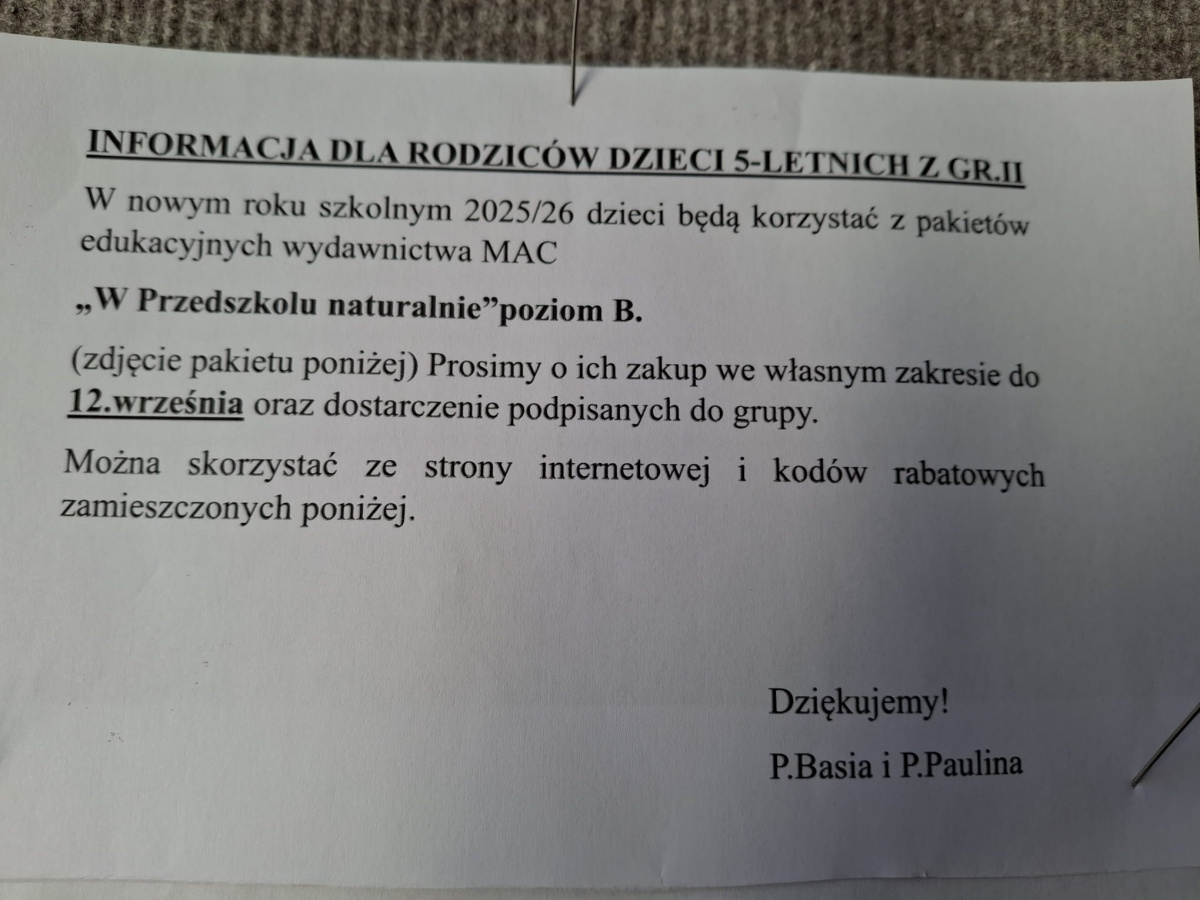 INFORMACJA DLA RODZICÓW DZIECI 5-LETNICH Z GR.II
W nowym roku szkolnym 2025/26 dzieci będą korzystać z pakietów
edukacyjnych wydawnictwa MAC
„W Przedszkolu naturalnie”poziom B.
(zdjęcie pakietu poniżej) Prosimy o ich zakup we własnym zakresie do
12.września oraz dostarczenie podpisanych do grupy.
Można skorzystać ze strony internetowej i kodów rabatowych
zamieszczonych poniżej.
Dziękujemy!
P.Basia i P.Paulina